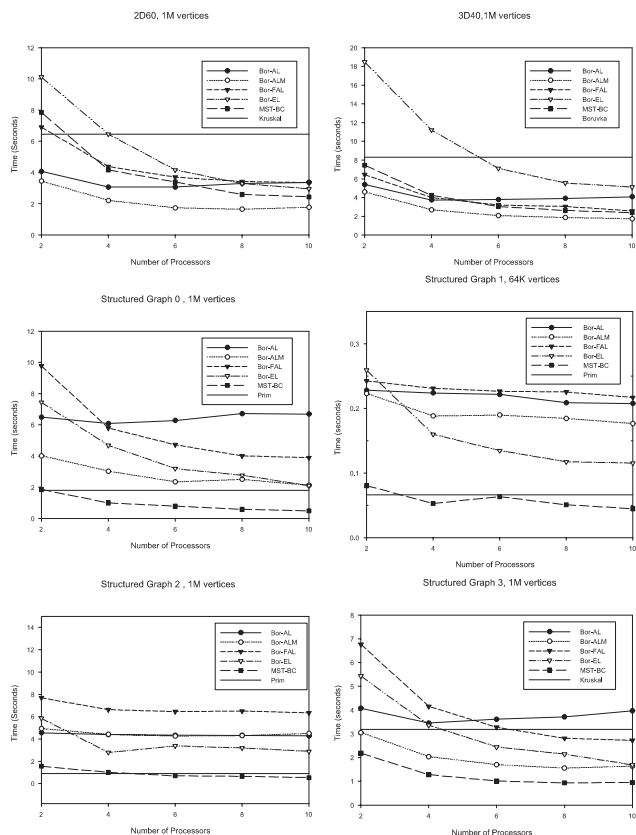 2D60, 1M vertices
12
10
8
6
4
2
0
Time (Seconds)
2 4 6 8 10
Number of Processors
Bor-AL
Bor-ALM
Bor-FAL
Bor-EL
MST-BC
Kruskal
3D40,1M vertices
20
18
16
14
12
10
8
6
4
2
0
Time (seconds)
2 4 6 8 10
Number of Processors
Bor-AL
Bor-ALM
Bor-FAL
Bor-EL
MST-BC
Boruvka
Structured Graph 0 , 1M vertices
12
10
8
6
4
2
0
Time (seconds)
2 4 6 8 10
Number of Processors
Bor-AL
Bor-ALM
Bor-FAL
Bor-EL
MST-BC
Prim
Structured Graph 1, 64K vertices
0,3
0.2
0.1
0.0
Time (seconds)
2 4 6 8 10
Number of Processors
Bor-AL
Bor-ALM
Bor-FAL
Bor-EL
MST-BC
Prim
Structured Graph 2 , 1M vertices
14
12
10
8
6
4
2
0
Time (Seconds)
2 4 6 8 10
Number of Processors
Bor-AL
Bor-ALM
Bor-FAL
Bor-EL
MST-BC
Prim
Structured Graph 3, 1M vertices
8
7
6
5
4
3
2
1
0
Time (seconds)
2 4 6 8 10
Number of Processors
Bor-AL
Bor-ALM
Bor-FAL
Bor-EL
MST-BC
Kruskal